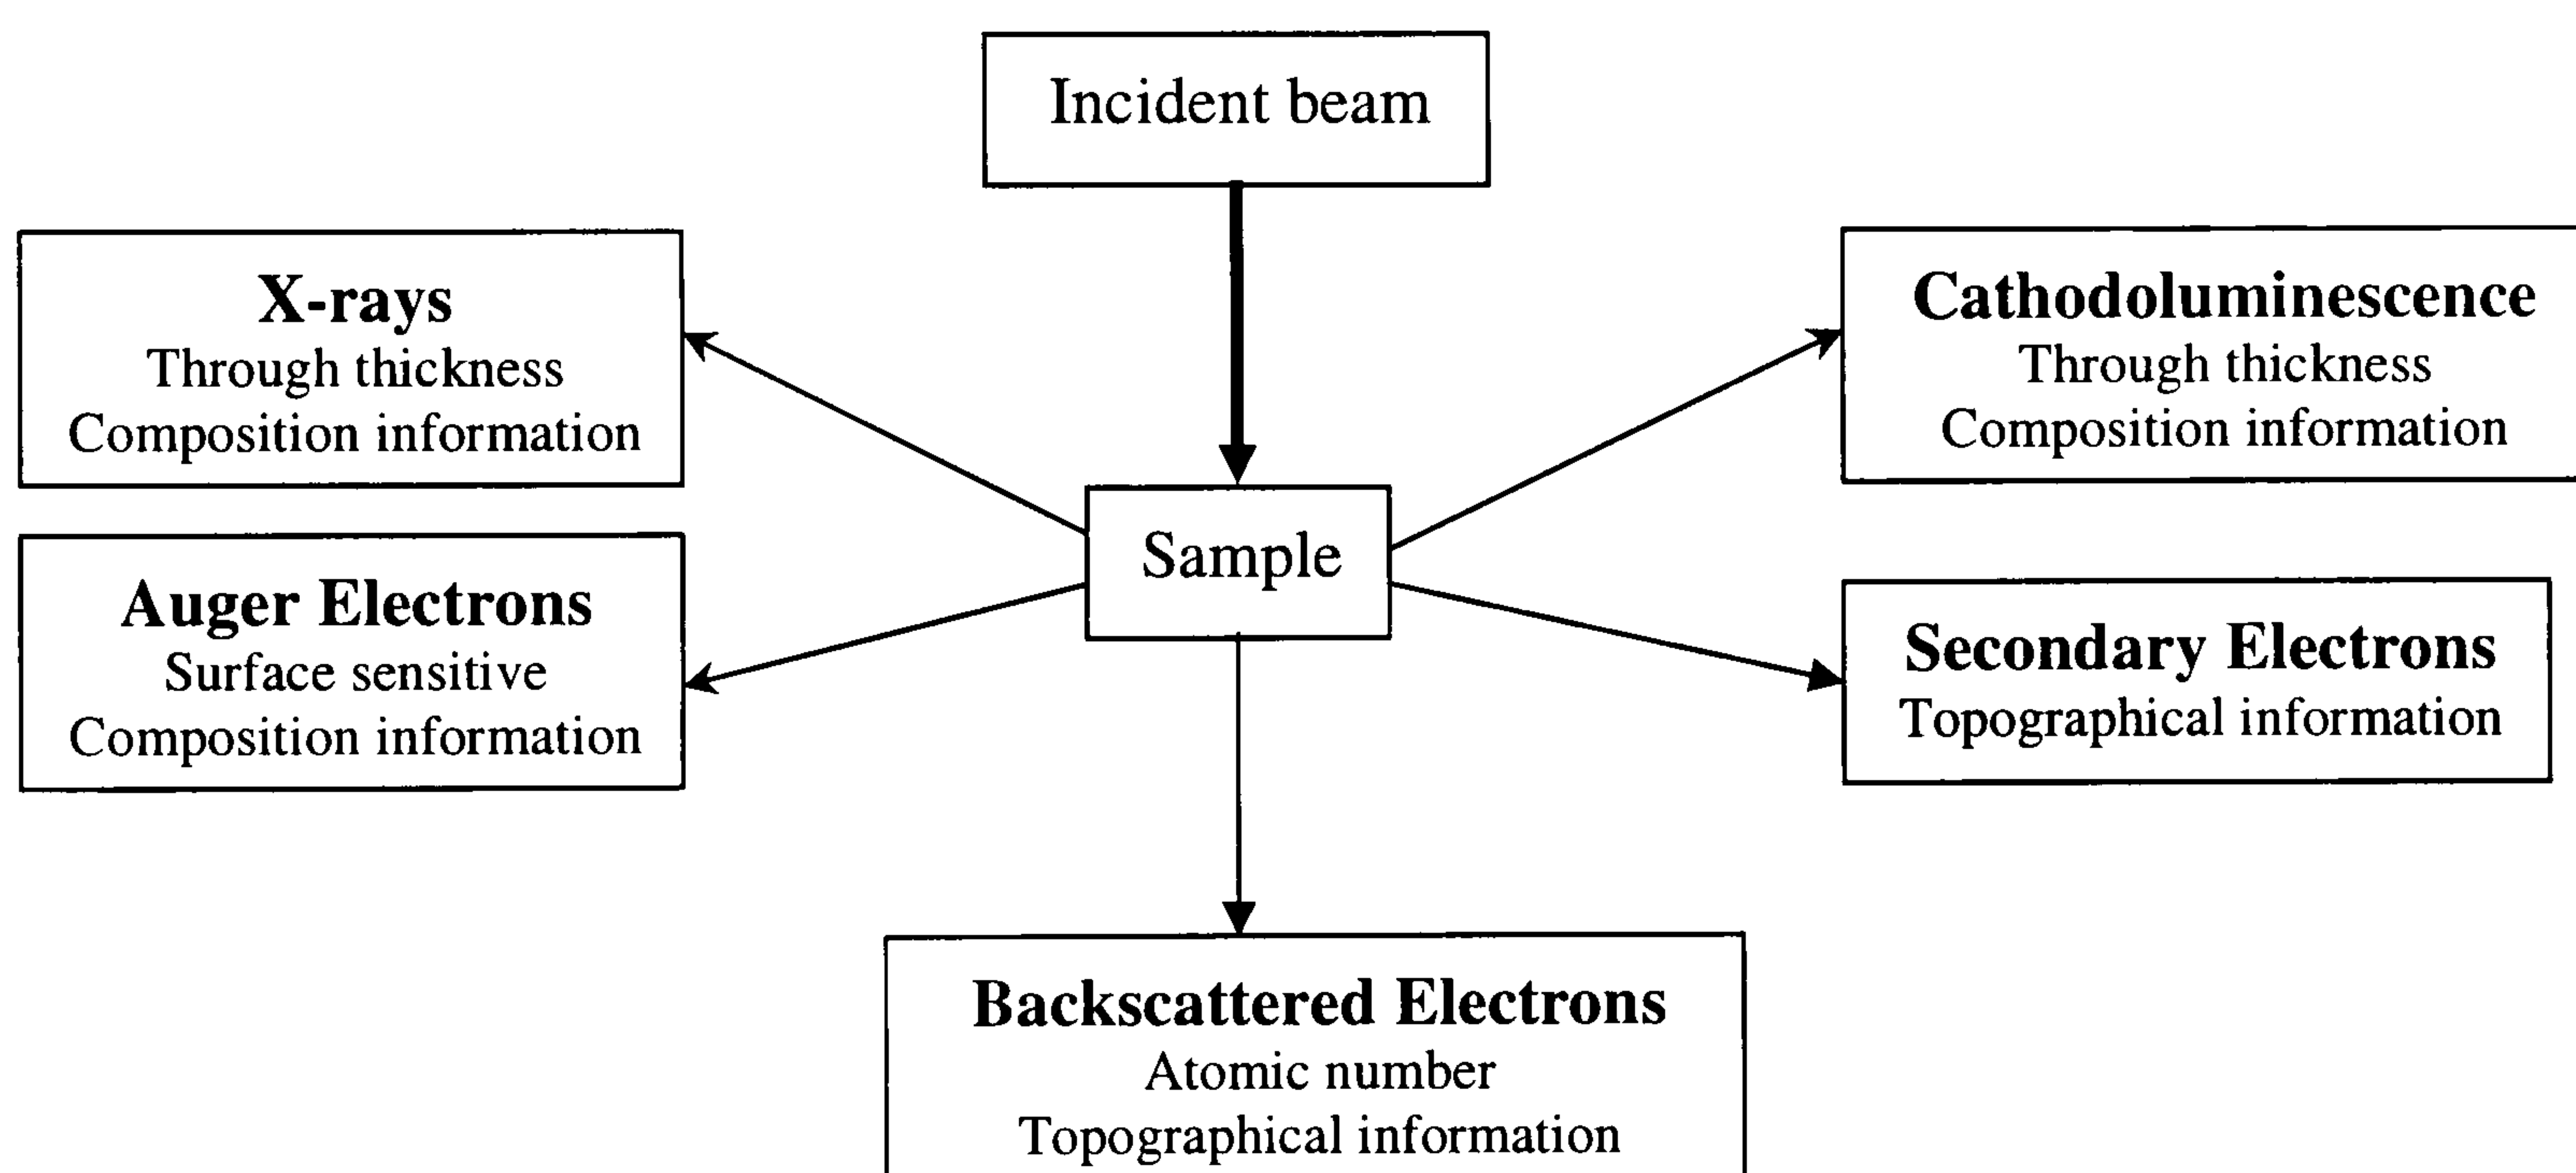 Incident beam
X-rays
Through thickness
Composition information
Cathodoluminescence
Through thickness
Composition information
Sample
Auger Electrons
Surface sensitive
Composition information
Secondary Electrons
Topographical information
Backscattered Electrons
Atomic number
Topographical information